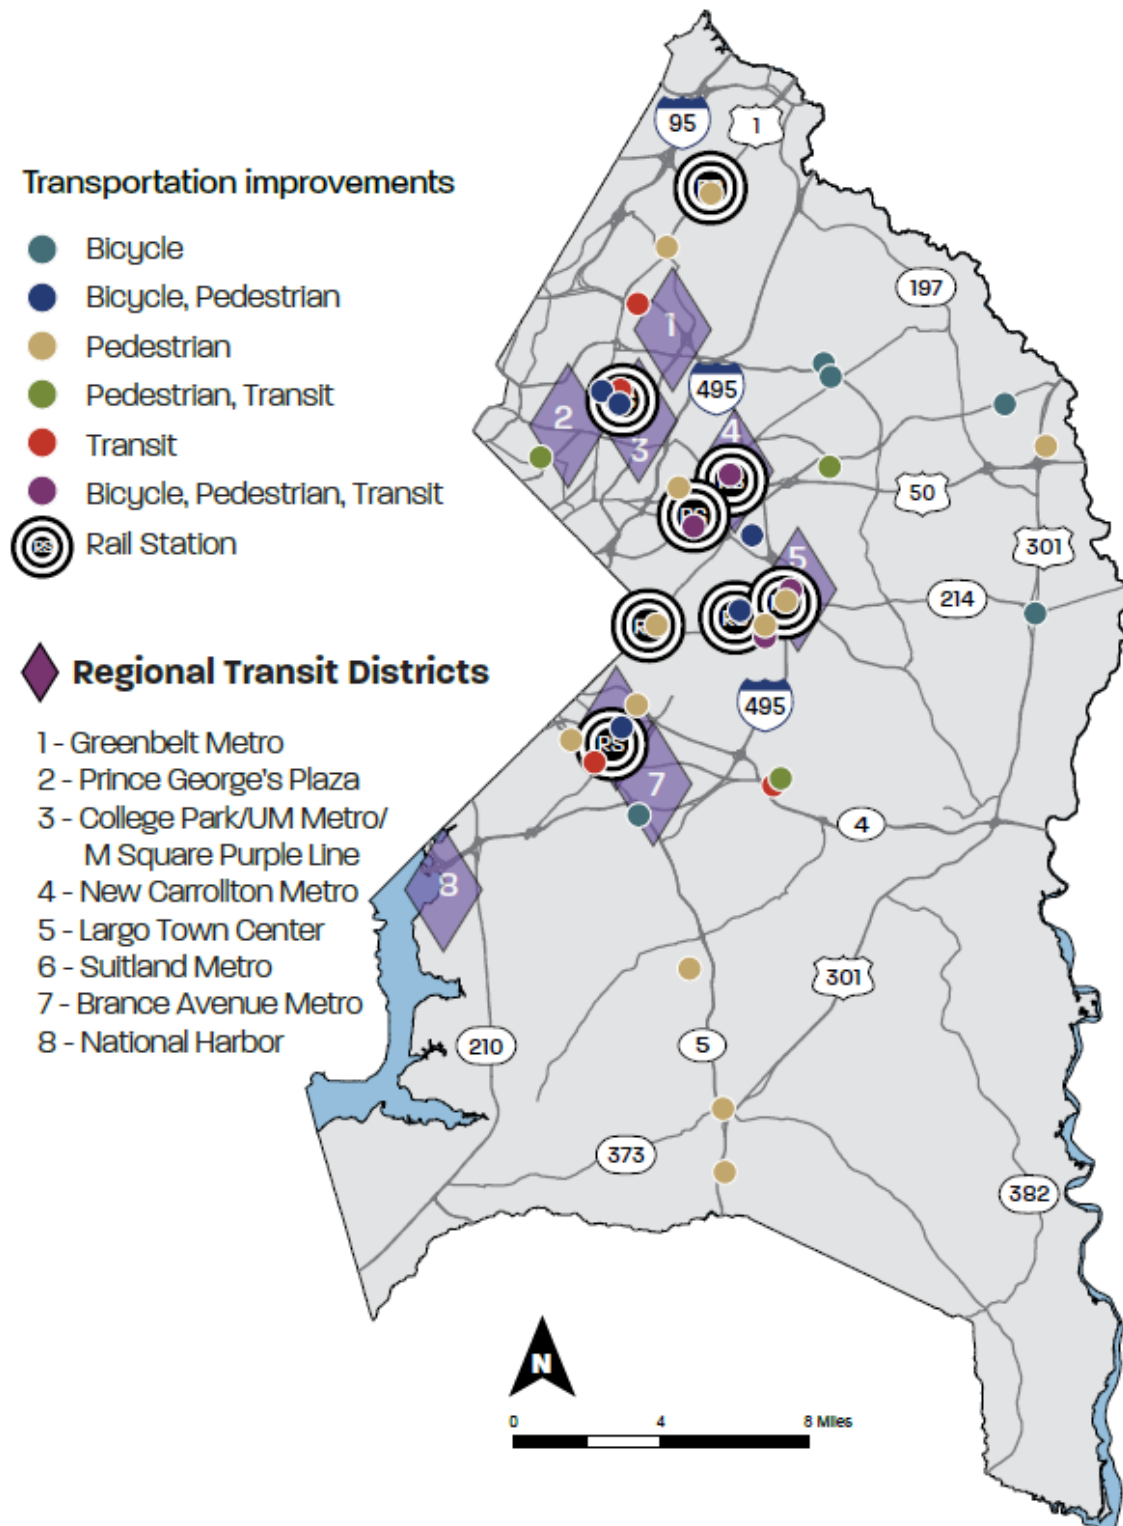 Transportation improvements
Bicycle
Bicycle, Pedestrian
Pedestrian
Pedestrian, Transit
Transit
Bicycle, Pedestrian, Transit
RS Rail Station
Regional Transit Districts
1 - Greenbelt Metro
2 - Prince George's Plaza
3 - College Park/UM Metro/
M Square Purple Line
4 - New Carrollton Metro
5 - Largo Town Center
6 - Suitland Metro
7 - Brance Avenue Metro
8 - National Harbor
95
1
197
1
495
2
3
4
50
301
5
214
RS
495
7
4
8
301
210
5
373
382
N
0 4 8 Miles